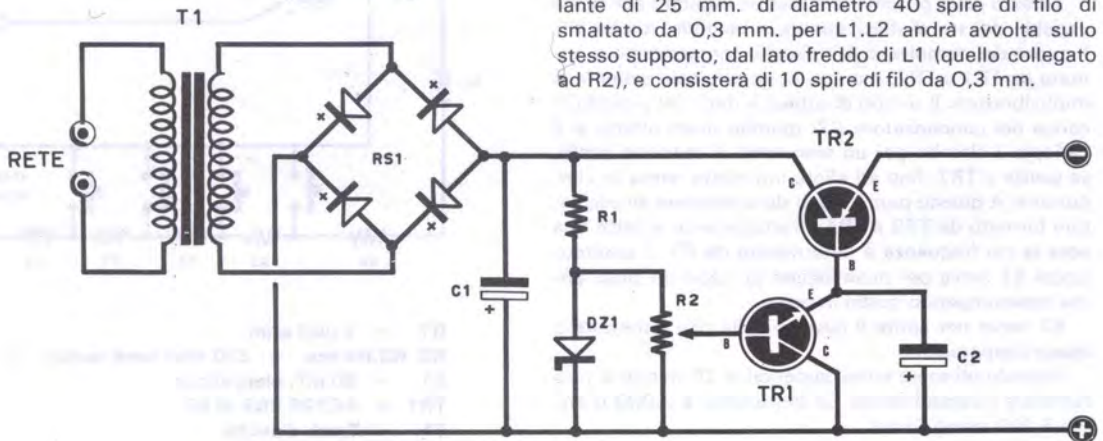 lante di 25 mm. di diametro 40 spire di filo di
smaltato da 0,3 mm. per L1.L2 andrà avvolta sullo
stesso supporto, dal lato freddo di L1 (quello collegato
ad R2), e consisterà di 10 spire di filo da 0,3 mm.
T1
RETE
RS1
C1
+
R1
DZ1
R2
B
E
C
TR1
TR2
C
E
B
C2
+
−
+